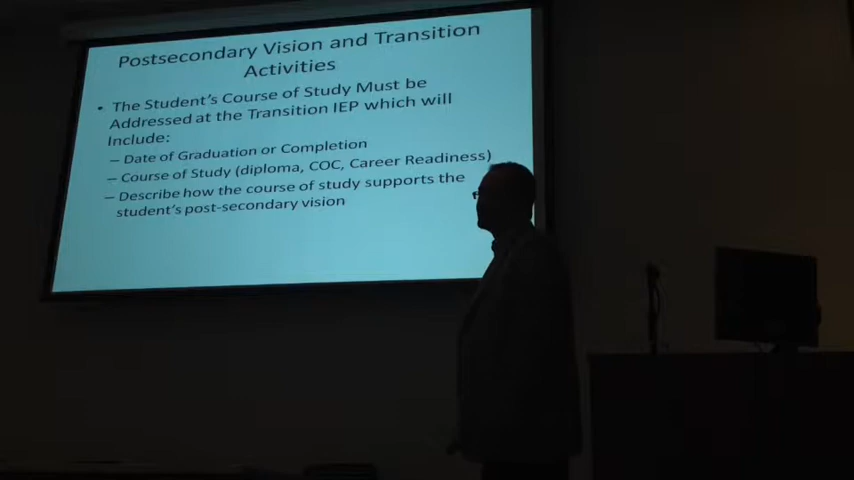 Postsecondary Vision and Transition
Activities
• The Student's Course of Study Must be
Addressed at the Transition IEP which will
Include:
– Date of Graduation or Completion
– Course of Study (diploma, COC, Career Readiness)
– Describe how the course of study supports the
student's post-secondary vision